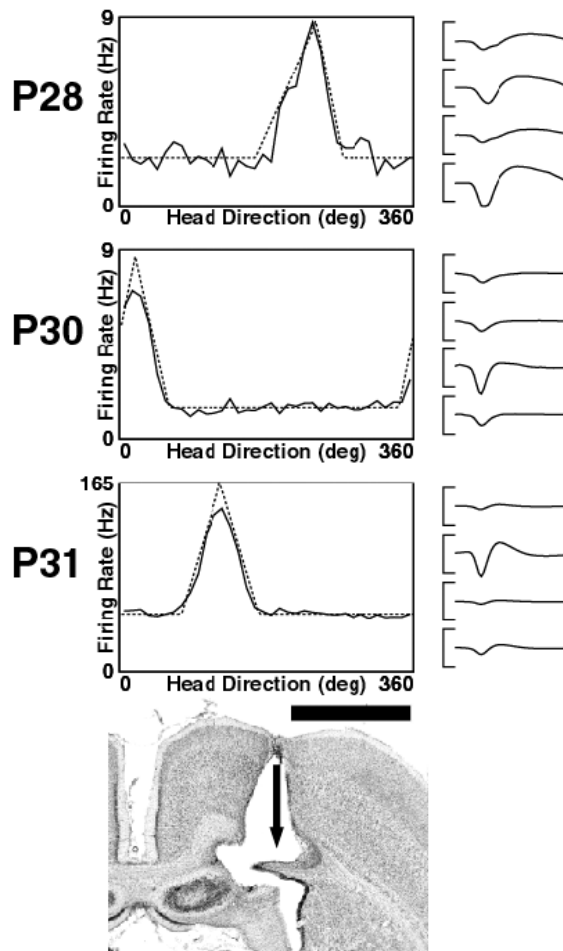 P28
Firing Rate (Hz)
9
0
0 Head Direction (deg) 360
P30
Firing Rate (Hz)
9
0
0 Head Direction (deg) 360
P31
Firing Rate (Hz)
165
0
0 Head Direction (deg) 360